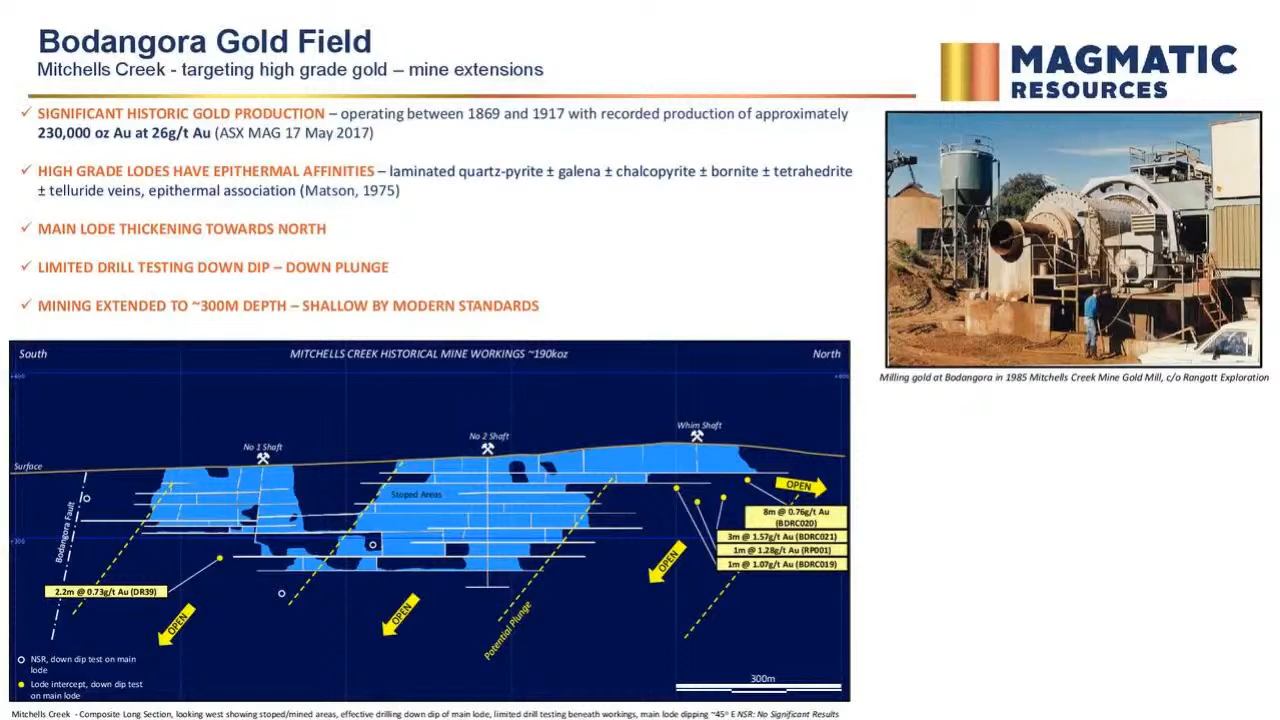 Bodangora Gold Field
Mitchells Creek - targeting high grade gold – mine extensions
MAGMATIC
RESOURCES
✓ SIGNIFICANT HISTORIC GOLD PRODUCTION – operating between 1869 and 1917 with recorded production of approximately
230,000 oz Au at 26g/t Au (ASX MAG 17 May 2017)
✓ HIGH GRADE LODES HAVE EPITHERMAL AFFINITIES – laminated quartz-pyrite ± galena ± chalcopyrite ± bornite ± tetrahedrite
± telluride veins, epithermal association (Matson, 1975)
✓ MAIN LODE THICKENING TOWARDS NORTH
✓ LIMITED DRILL TESTING DOWN DIP – DOWN PLUNGE
✓ MINING EXTENDED TO ~300M DEPTH – SHALLOW BY MODERN STANDARDS
Milling gold at Bodangora in 1985 Mitchells Creek Mine Gold Mill, c/o Rangott Exploration
South
MITCHELLS CREEK HISTORICAL MINE WORKINGS ~190koz
North
No 1 Shaft
No 2 Shaft
Whim Shaft
Surface
Stoped Areas
Bodangora Fault
OPEN
8m @ 0.76g/t Au
(BDRC020)
3m @ 1.57g/t Au (BDRC021)
1m @ 1.28g/t Au (RPD01)
1m @ 1.07g/t Au (BDRC019)
2.2m @ 0.73g/t Au (DR39)
OPEN
OPEN
OPEN
Potential Plunge
NSR, down dip test on main
lode
Lode intercept, down dip test
on main lode
300m
Mitchells Creek - Composite Long Section, looking west showing stoped/mined areas, effective drilling down dip of main lode, limited drill testing beneath workings, main lode dipping ~45° E NSR: No Significant Results